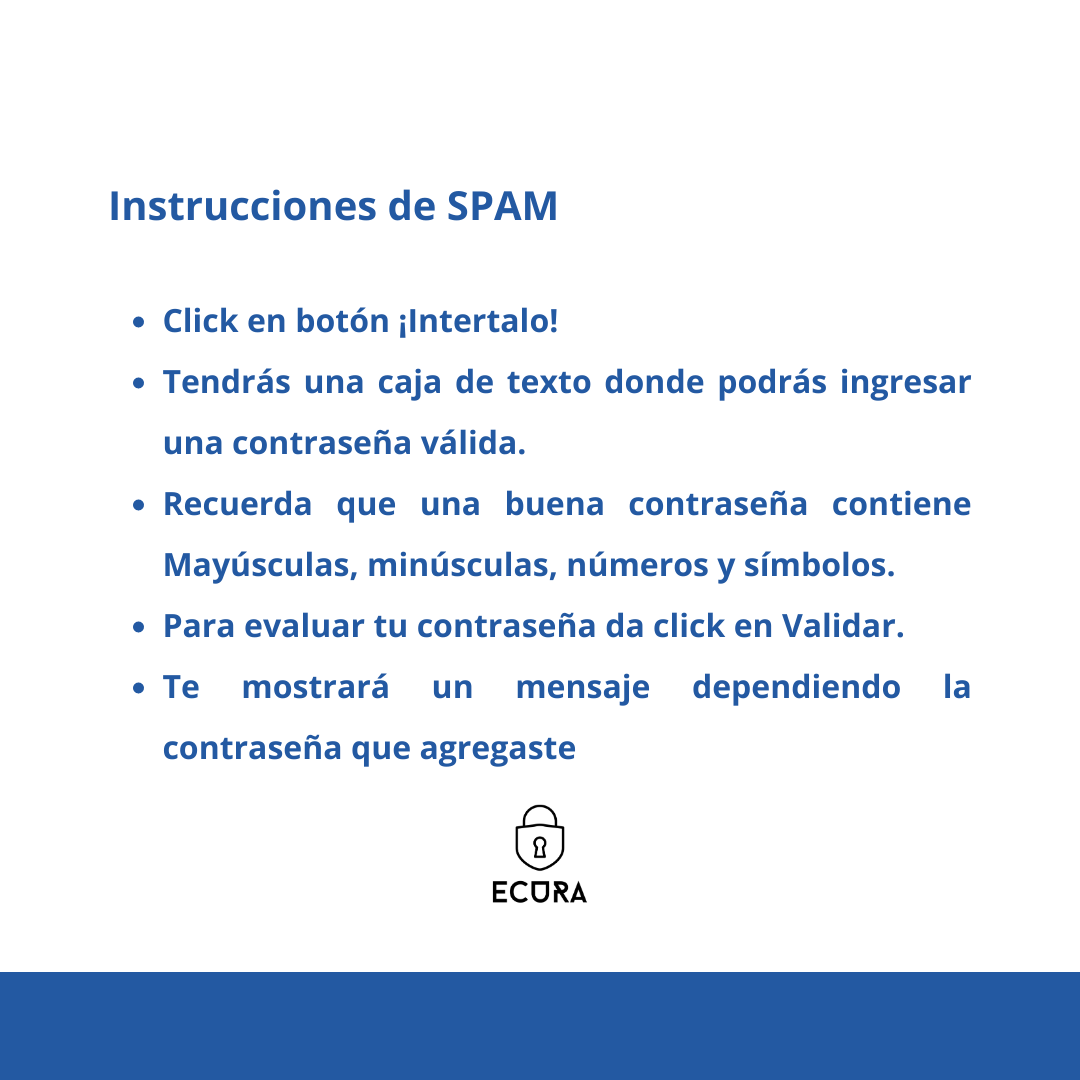 Instrucciones de SPAM
• Click en botón ¡Intertalo!
• Tendrás una caja de texto donde podrás ingresar
una contraseña válida.
• Recuerda que una buena contraseña contiene
Mayúsculas, minúsculas, números y símbolos.
• Para evaluar tu contraseña da click en Validar.
• Te mostrará un mensaje dependiendo la
contraseña que agregaste
ECURA